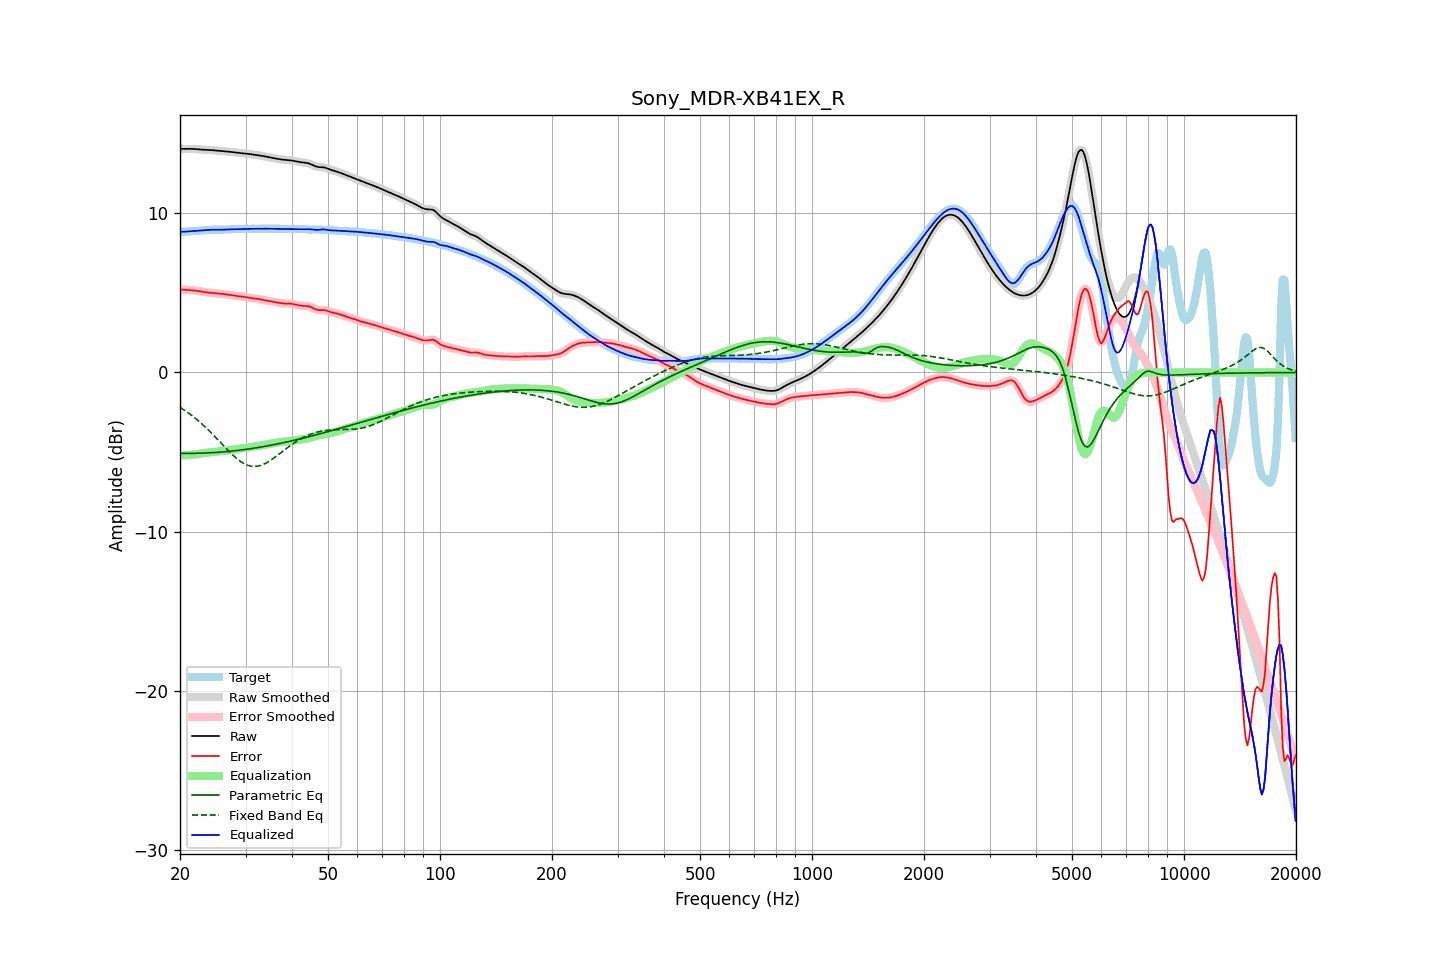 Sony_MDR-XB41EX_R
Amplitude (dBr)
10
0
−10
−20
−30
Target
Raw Smoothed
Error Smoothed
Raw
Error
Equalization
Parametric Eq
Fixed Band Eq
Equalized
20 50 100 200 500 1000 2000 5000 10000 20000
Frequency (Hz)